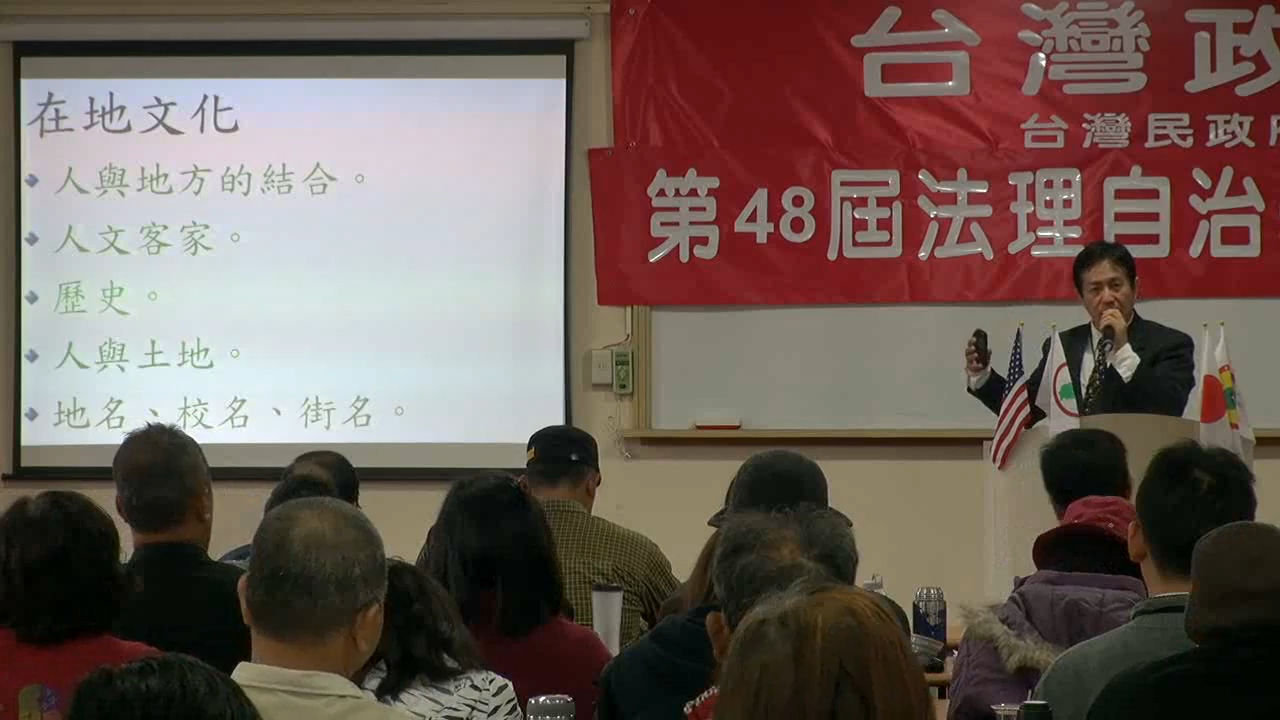 在地文化
人與地方的結合。
人文客家。
歷史。
人與土地。
地名、校名、街名。
台灣政
台灣民政府
第48屆法理自治